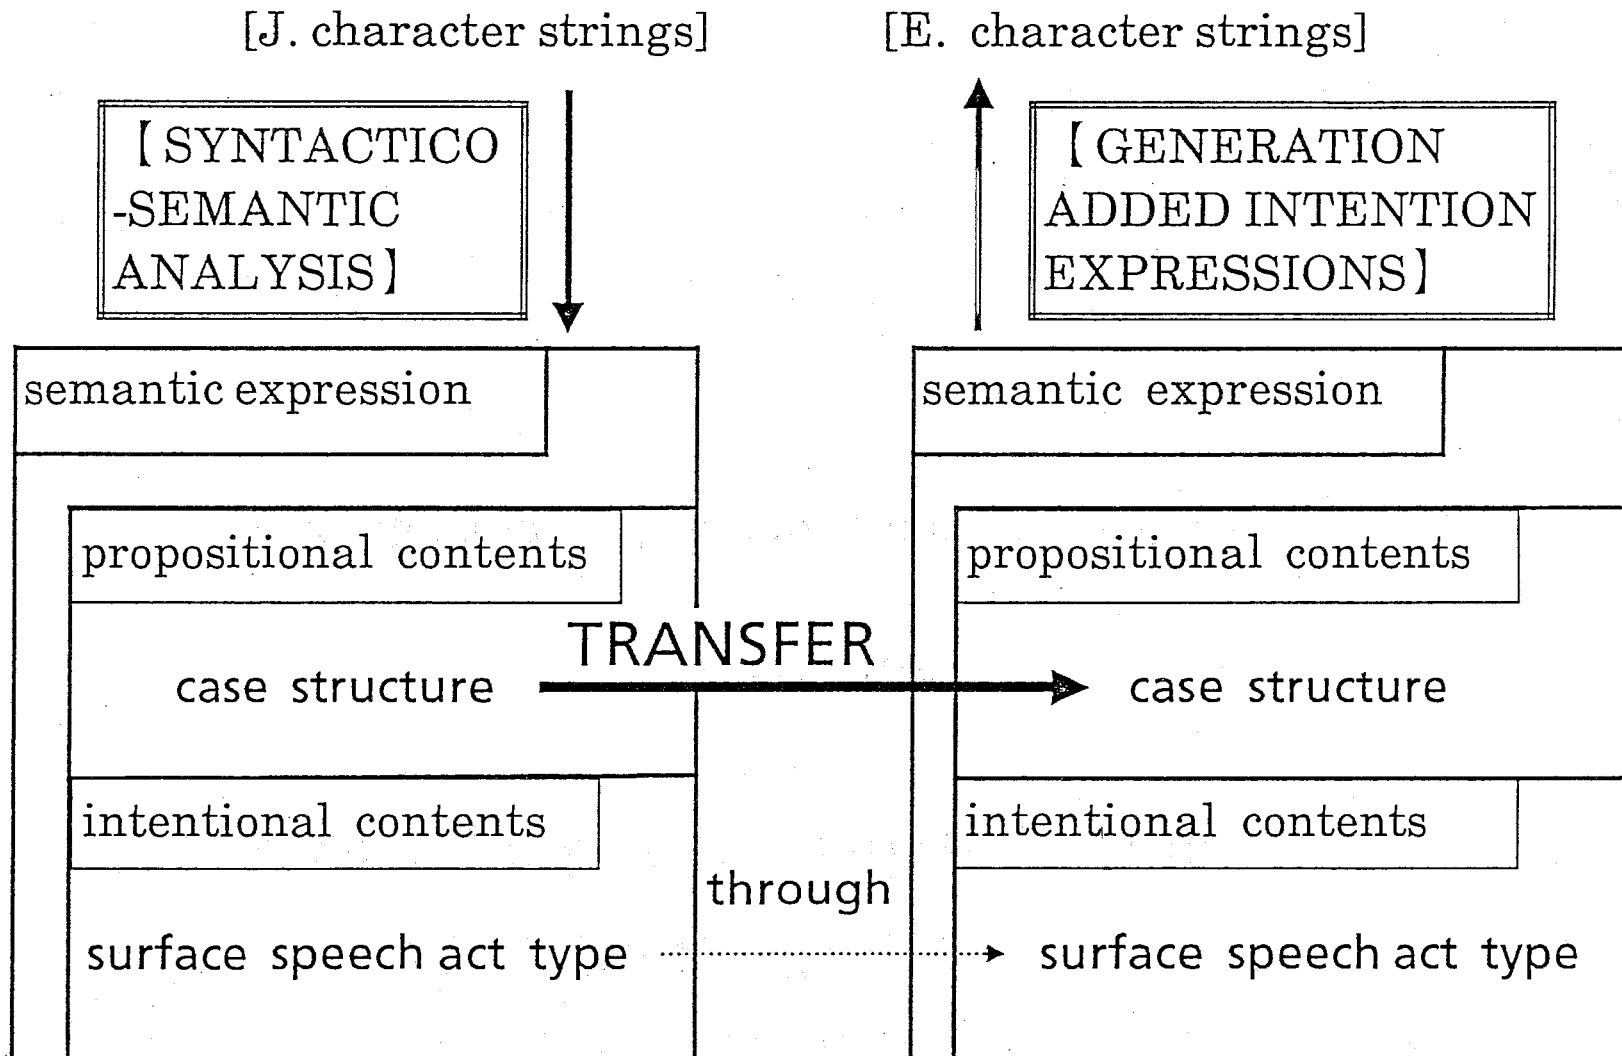 [J. character strings]
[E. character strings]
【SYNTACTICO
-SEMANTIC
ANALYSIS】
【GENERATION
ADDED INTENTION
EXPRESSIONS】
semantic expression
semantic expression
propositional contents
propositional contents
TRANSFER
case structure
case structure
intentional contents
intentional contents
through
surface speech act type
surface speech act type